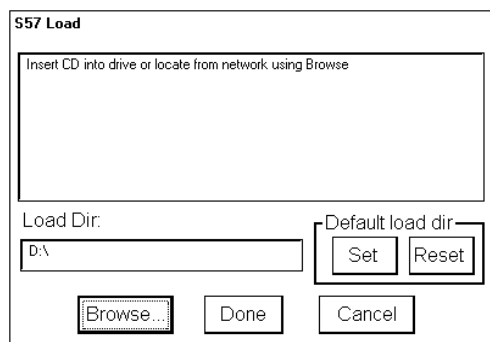 S57 Load
Insert CD into drive or locate from network using Browse
Load Dir:
D:\
Default load dir
Set
Reset
Browse...
Done
Cancel